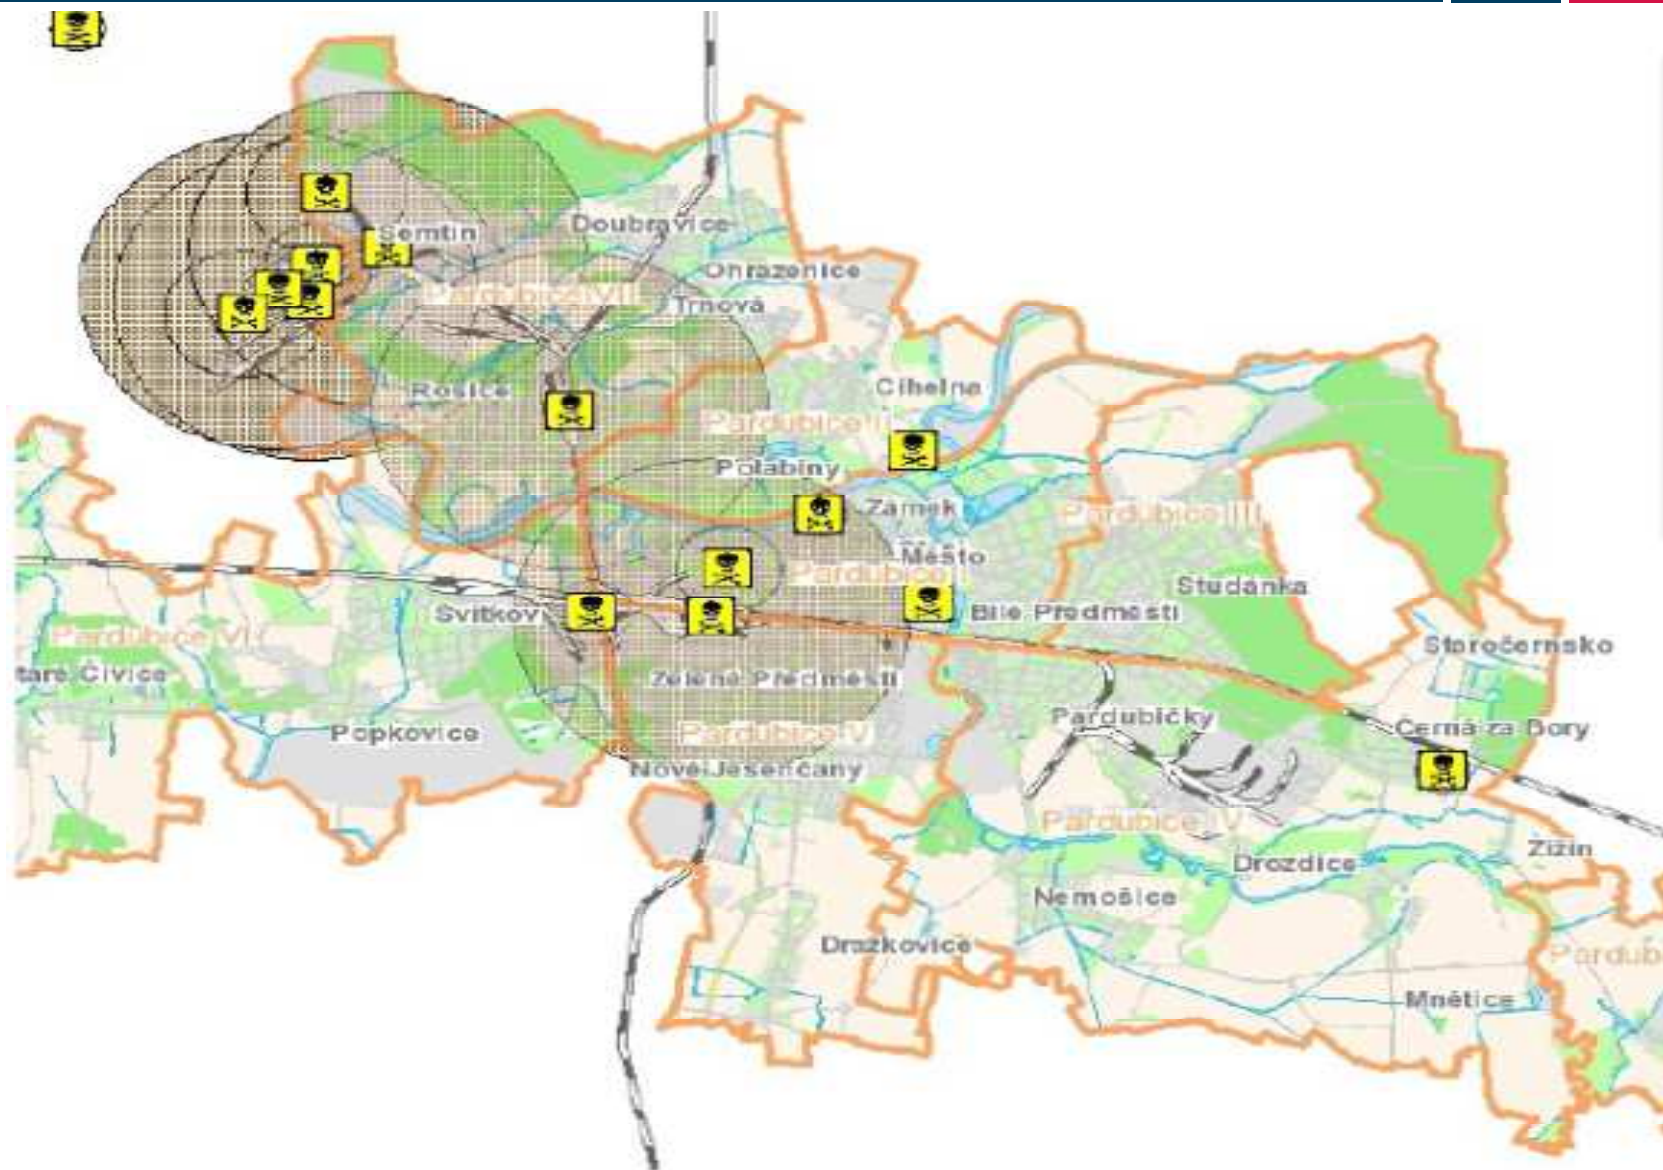 Semtín
Doubravice
Ohrazenice
Pardubice VII
Trnová
Rosice
Cihelna
Pardubice II
Polabiny
Zámek
Pardubice III
Město
Pardubice I
Studánka
Svítkov
Bílé Předměstí
Pardubice VI
Staročernsko
taré Čivice
Zelené Předměstí
Pardubičky
Černá za Bory
Popkovice
Pardubice V
Nové Jesenčany
Pardubice IV
Žižín
Drozdice
Nemošice
Dražkovice
Pardub
Mnětice